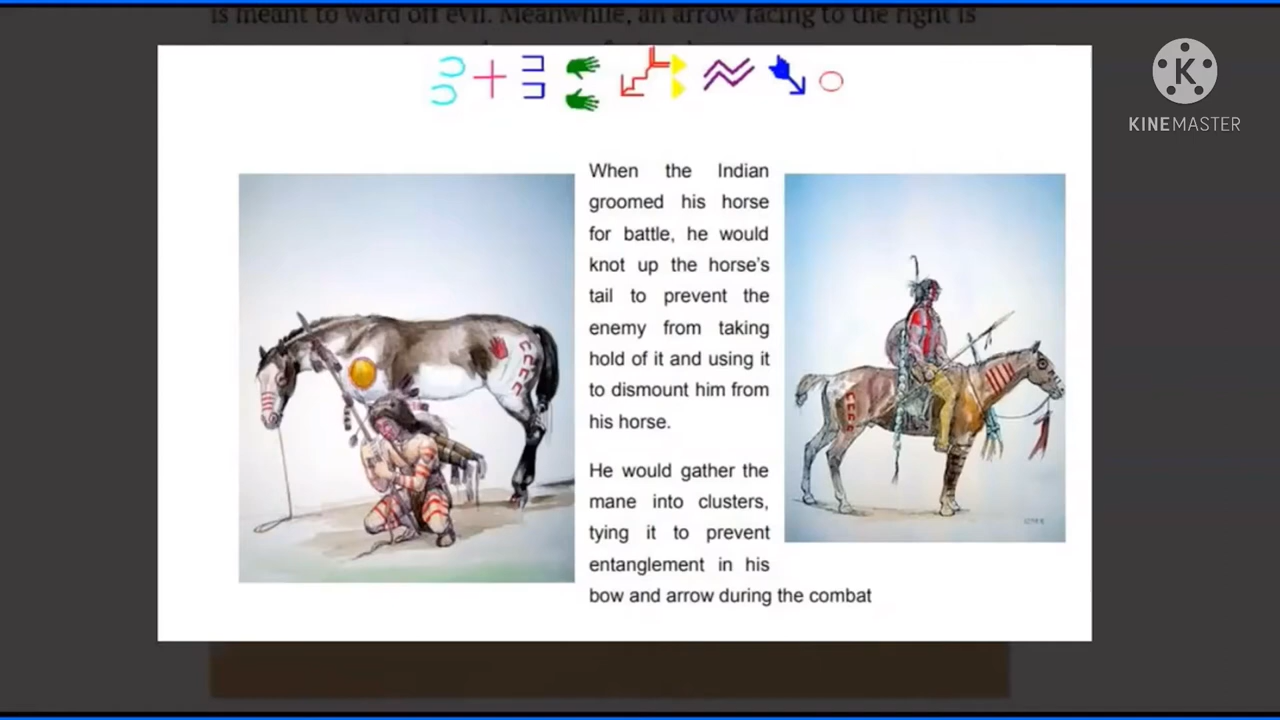 is meant to ward off evil. Meanwhile, an arrow facing to the right is
K
KINEMASTER
When the Indian
groomed his horse
for battle, he would
knot up the horse's
tail to prevent the
enemy from taking
hold of it and using it
to dismount him from
his horse.
He would gather the
mane into clusters,
tying it to prevent
entanglement in his
bow and arrow during the combat